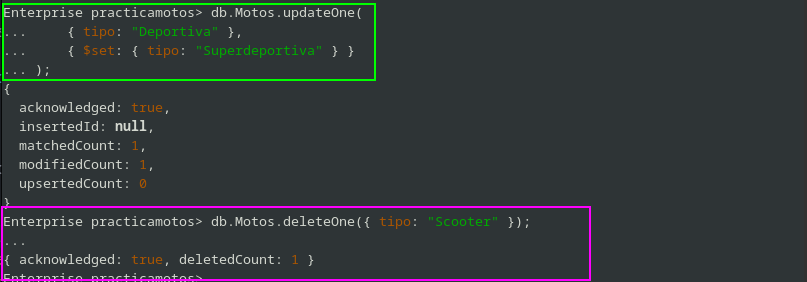 Enterprise practicamotos> db.Motos.updateOne(
...     { tipo: "Deportiva" },
...     { $set: { tipo: "Superdeportiva" } }
... );
{
  acknowledged: true,
  insertedId: null,
  matchedCount: 1,
  modifiedCount: 1,
  upsertedCount: 0
}
Enterprise practicamotos> db.Motos.deleteOne({ tipo: "Scooter" });
...
{ acknowledged: true, deletedCount: 1 }
Enterprise practicamotos>